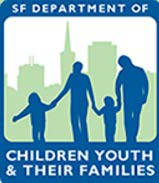 SF DEPARTMENT OF
CHILDREN YOUTH
& THEIR FAMILIES